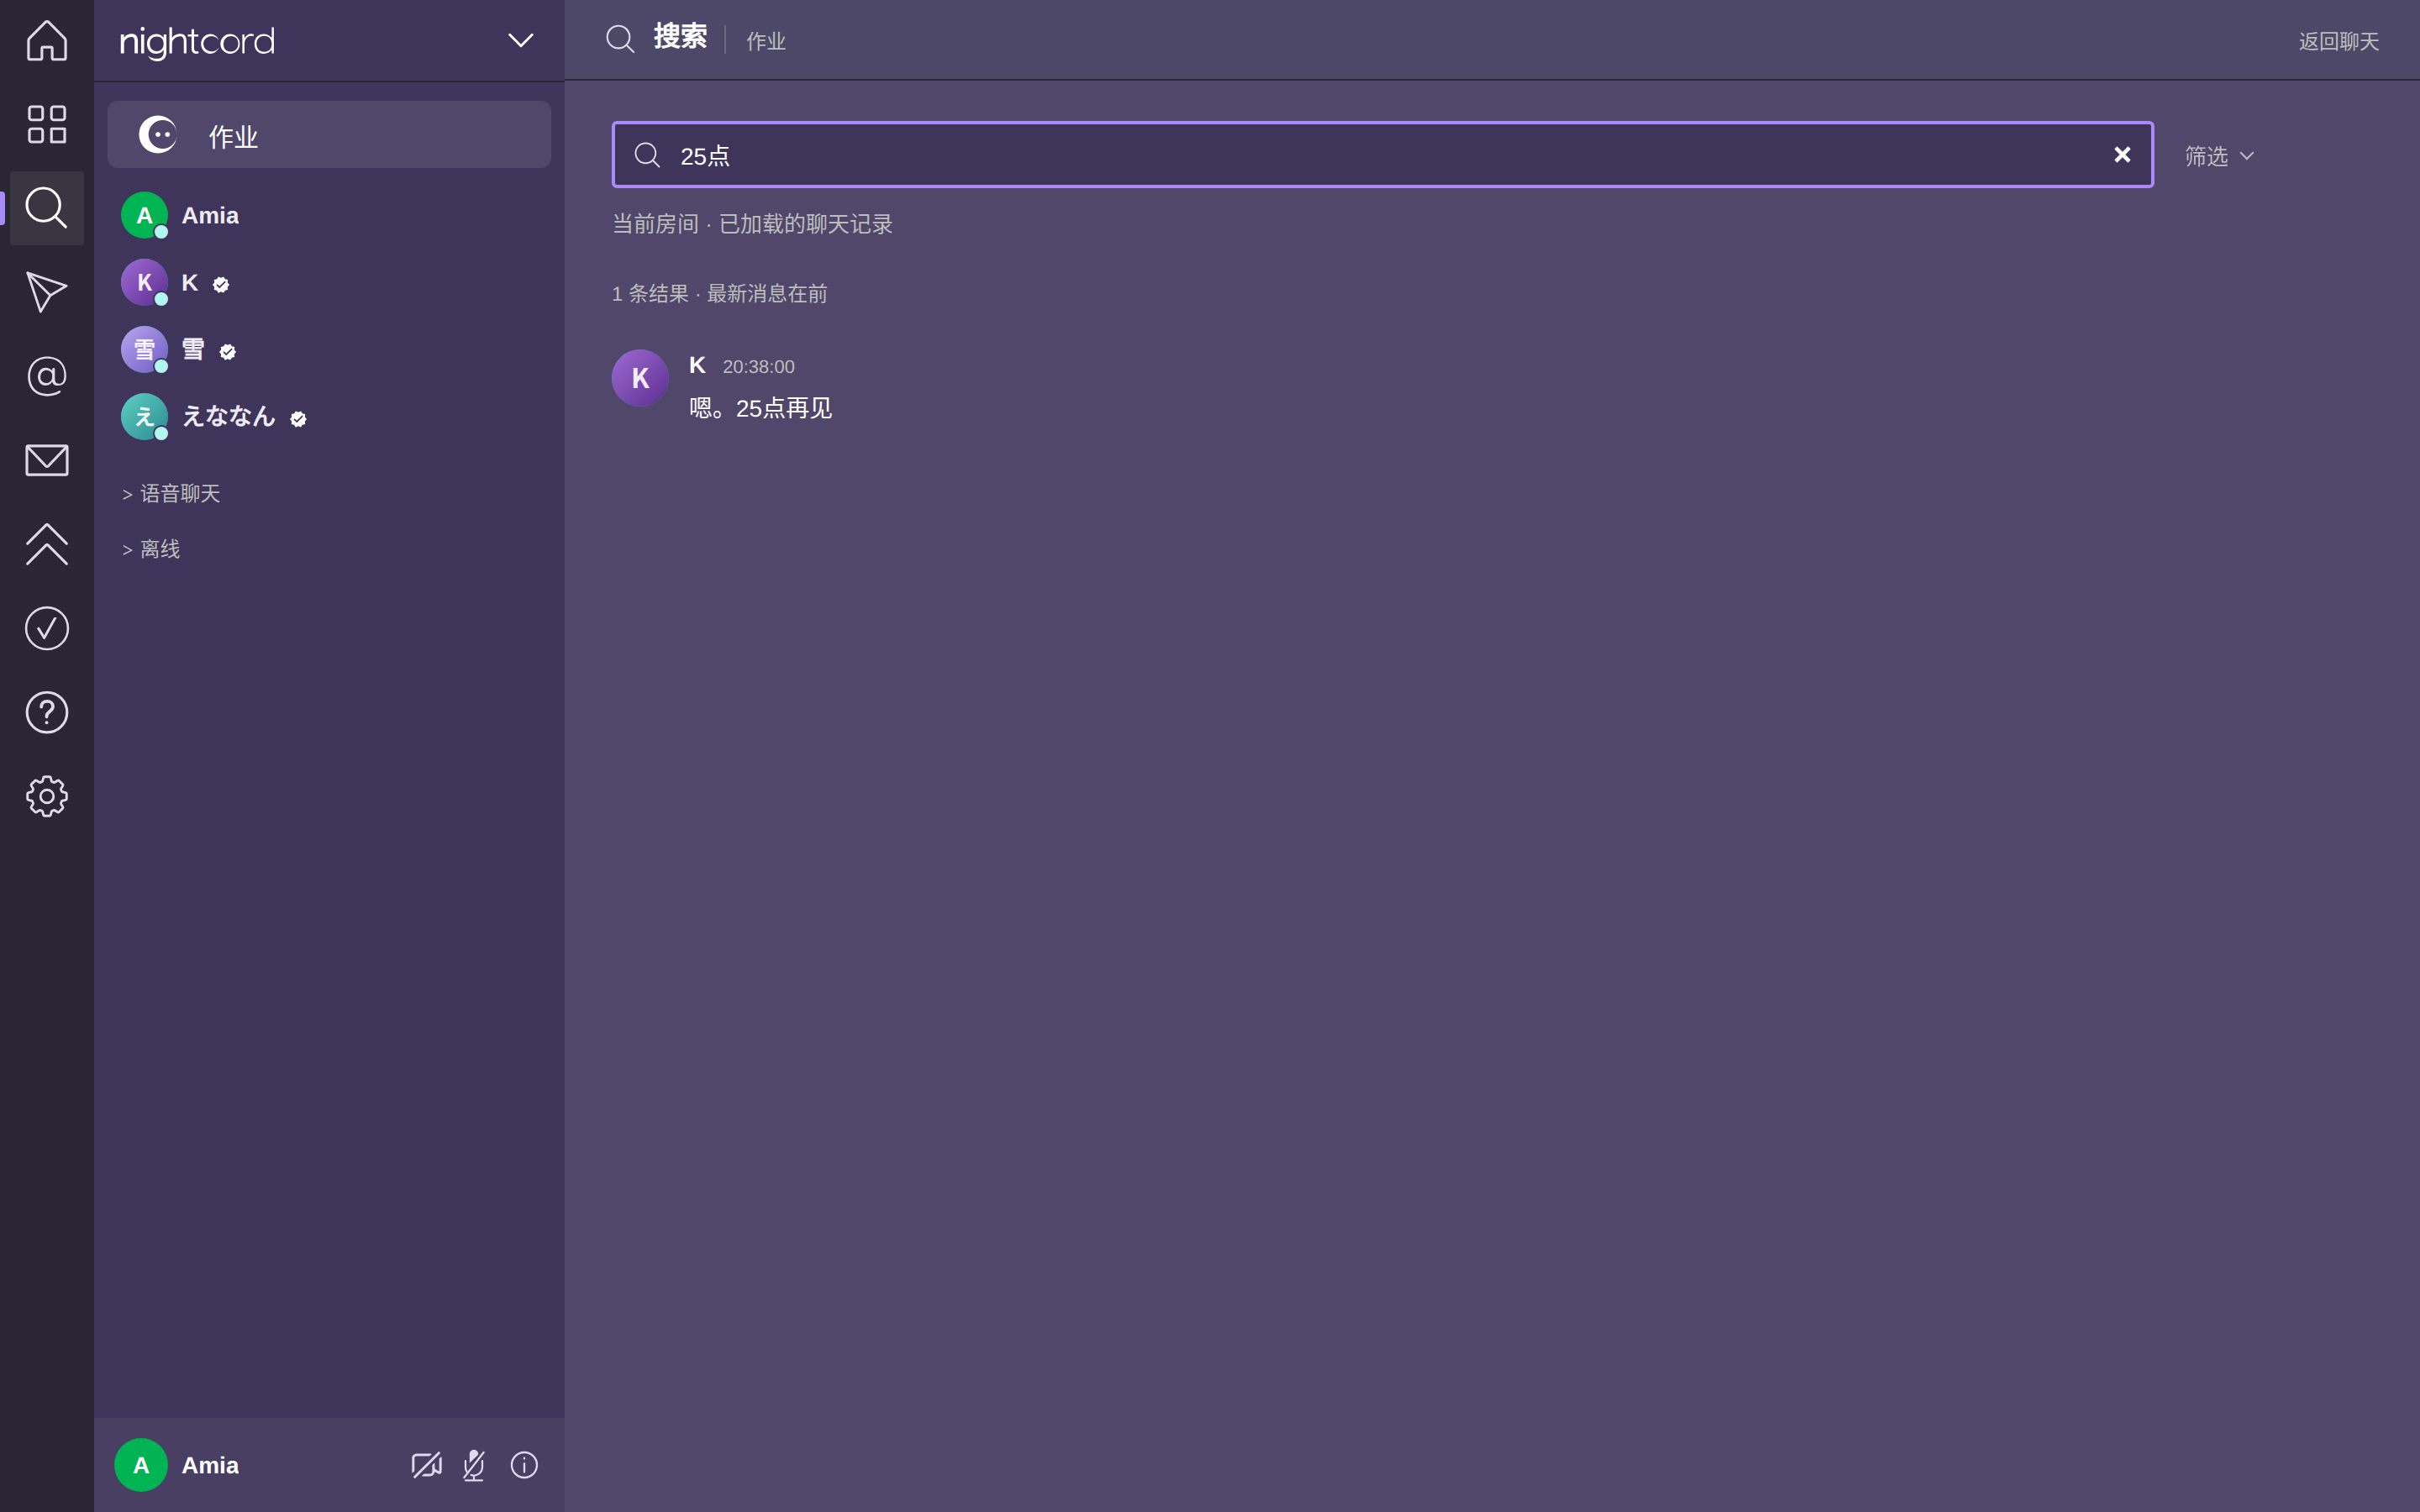 nightcord
作业
A Amia
K K
雪 雪
え えななん
> 语音聊天
> 离线
A Amia
搜索 作业 返回聊天
25点 筛选
当前房间 · 已加载的聊天记录
1 条结果 · 最新消息在前
K K 20:38:00
嗯。25点再见